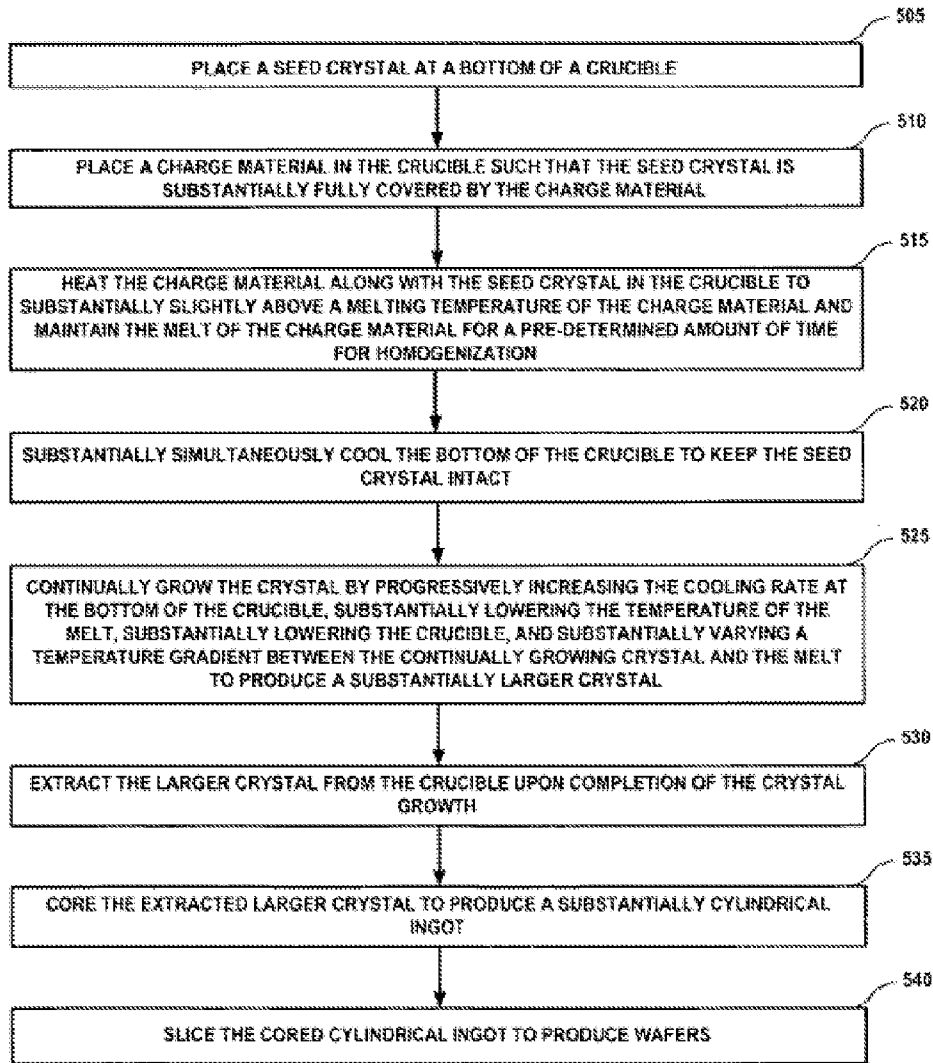 505
PLACE A SEED CRYSTAL AT A BOTTOM OF A CRUCIBLE
510
PLACE A CHARGE MATERIAL IN THE CRUCIBLE SUCH THAT THE SEED CRYSTAL IS
SUBSTANTIALLY FULLY COVERED BY THE CHARGE MATERIAL
515
HEAT THE CHARGE MATERIAL ALONG WITH THE SEED CRYSTAL IN THE CRUCIBLE TO
SUBSTANTIALLY SLIGHTLY ABOVE A MELTING TEMPERATURE OF THE CHARGE MATERIAL AND
MAINTAIN THE MELT OF THE CHARGE MATERIAL FOR A PRE-DETERMINED AMOUNT OF TIME
FOR HOMOGENIZATION
520
SUBSTANTIALLY SIMULTANEOUSLY COOL THE BOTTOM OF THE CRUCIBLE TO KEEP THE SEED
CRYSTAL INTACT
525
CONTINUALLY GROW THE CRYSTAL BY PROGRESSIVELY INCREASING THE COOLING RATE AT
THE BOTTOM OF THE CRUCIBLE, SUBSTANTIALLY LOWERING THE TEMPERATURE OF THE
MELT, SUBSTANTIALLY LOWERING THE CRUCIBLE, AND SUBSTANTIALLY VARYING A
TEMPERATURE GRADIENT BETWEEN THE CONTINUALLY GROWING CRYSTAL AND THE MELT
TO PRODUCE A SUBSTANTIALLY LARGER CRYSTAL
530
EXTRACT THE LARGER CRYSTAL FROM THE CRUCIBLE UPON COMPLETION OF THE CRYSTAL
GROWTH
535
CORE THE EXTRACTED LARGER CRYSTAL TO PRODUCE A SUBSTANTIALLY CYLINDRICAL
INGOT
540
SLICE THE CORED CYLINDRICAL INGOT TO PRODUCE WAFERS